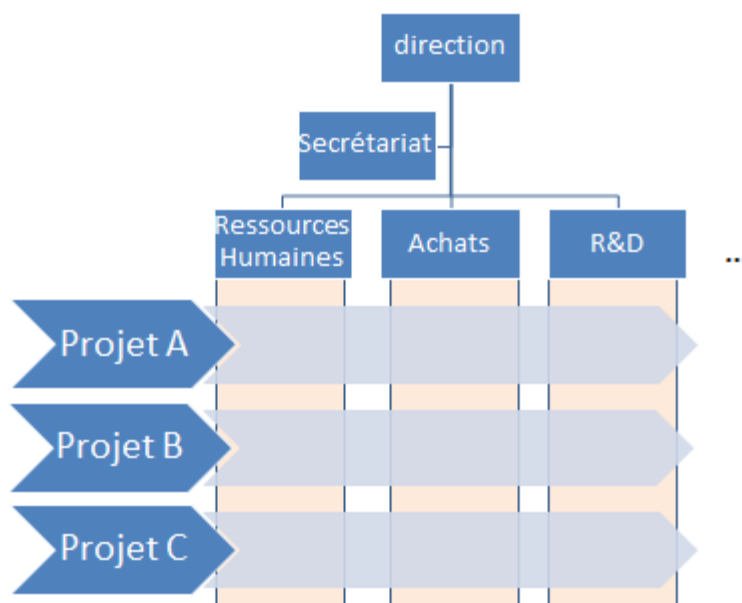 direction
Secrétariat
Ressources
Humaines
Achats
R&D
..
Projet A
Projet B
Projet C